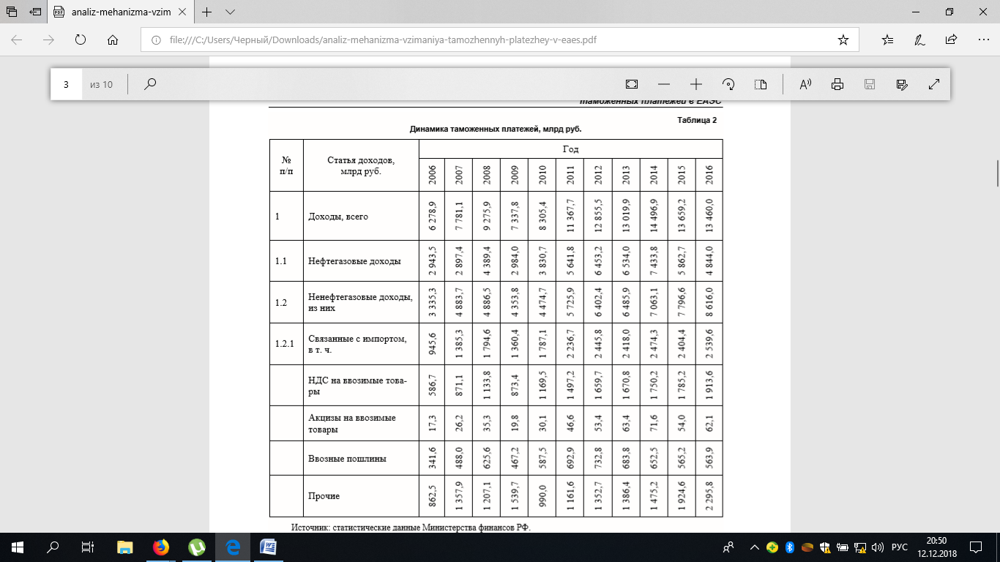 analiz-mehanizma-vzim
file:///C:/Users/Черный/Downloads/analiz-mehanizma-vzimaniya-tamozhennyh-platezhey-v-eaes.pdf
3 из 10
таможенных платежей в ЕАЭС
Таблица 2
Динамика таможенных платежей, млрд руб.
№ п/п Статья доходов, млрд руб. Год
2006 2007 2008 2009 2010 2011 2012 2013 2014 2015 2016
1 Доходы, всего 6 278,9 7 781,1 9 275,9 7 337,8 8 305,4 11 367,7 12 855,5 13 019,9 14 496,9 13 659,2 13 460,0
1.1 Нефтегазовые доходы 2 943,5 2 897,4 4 389,4 2 984,0 3 830,7 5 641,8 6 453,2 6 534,0 7 433,8 5 862,7 4 844,0
1.2 Ненефтегазовые доходы, из них 3 335,3 4 883,7 4 886,5 4 353,8 4 474,7 5 725,9 6 402,4 6 485,9 7 063,1 7 796,6 8 616,0
1.2.1 Связанные с импортом, в т. ч. 945,6 1 385,3 1 794,6 1 360,4 1 787,1 2 236,7 2 445,8 2 418,0 2 474,3 2 404,4 2 539,6
НДС на ввозимые това-
ры 586,7 871,1 1 133,8 873,4 1 169,5 1 497,2 1 659,7 1 670,8 1 750,2 1 785,2 1 913,6
Акцизы на ввозимые товары 17,3 26,2 35,3 19,8 30,1 46,6 53,4 63,4 71,6 54,0 62,1
Ввозные пошлины 341,6 488,0 625,6 467,2 587,5 692,9 732,8 683,8 652,5 565,2 563,9
Прочие 862,5 1 357,9 1 207,1 1 539,7 990,0 1 161,6 1 352,7 1 386,4 1 475,2 1 924,6 2 295,8
Источник: статистические данные Министерства финансов РФ.
РУС
20:50
12.12.2018